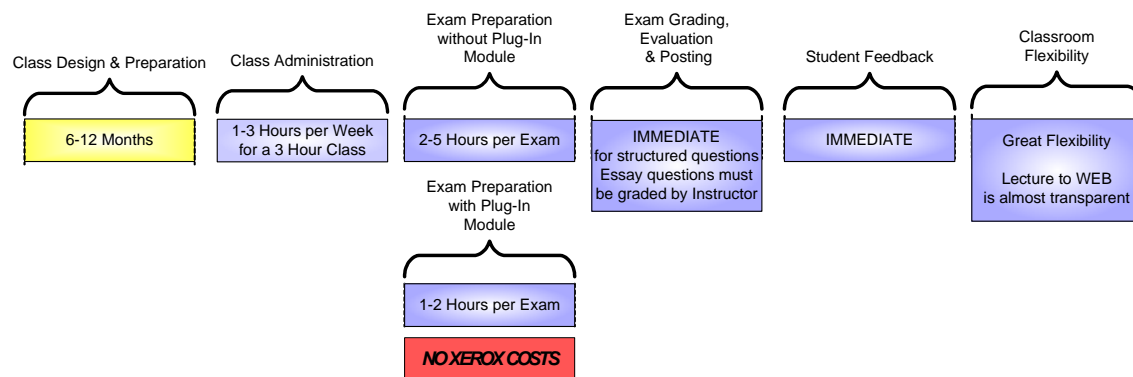 Class Design & Preparation
6-12 Months
Class Administration
1-3 Hours per Week
for a 3 Hour Class
Exam Preparation
without Plug-In
Module
2-5 Hours per Exam
Exam Preparation
with Plug-In
Module
1-2 Hours per Exam
NO XEROX COSTS
Exam Grading,
Evaluation
& Posting
IMMEDIATE
for structured questions
Essay questions must
be graded by Instructor
Student Feedback
IMMEDIATE
Classroom
Flexibility
Great Flexibility
Lecture to WEB
is almost transparent